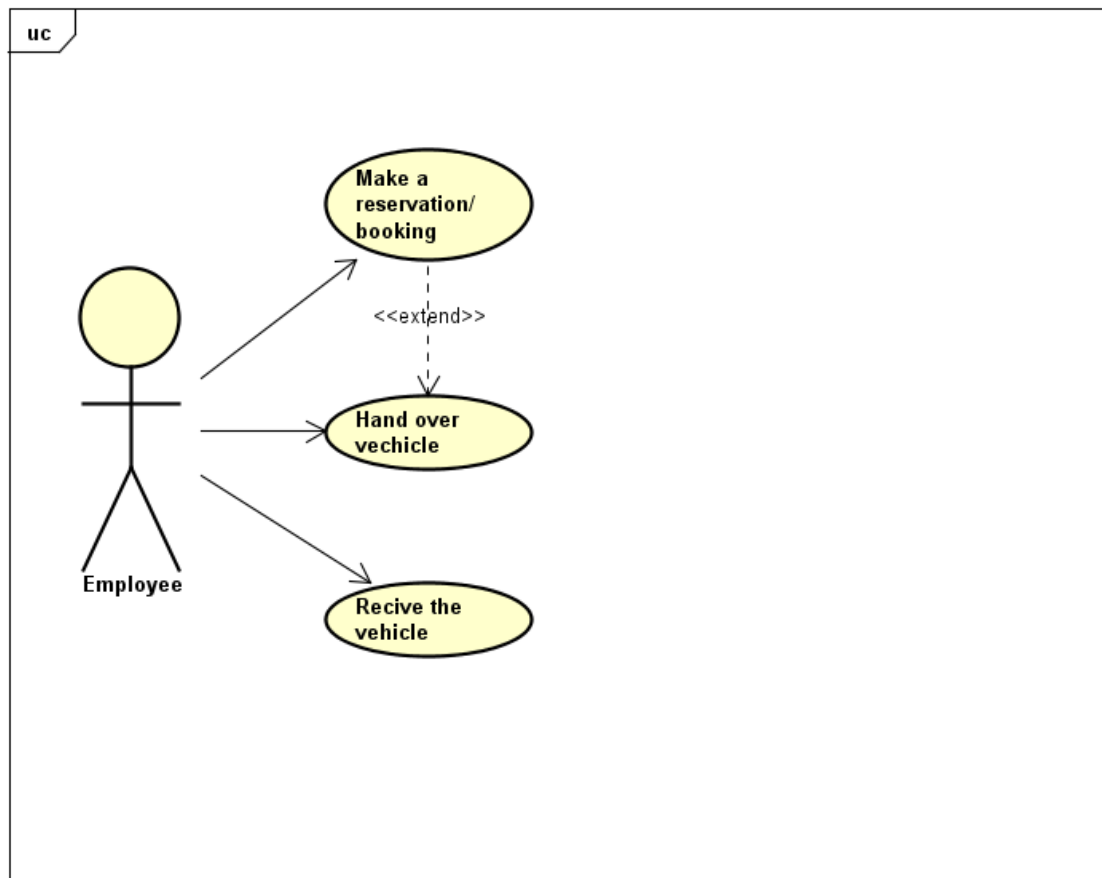 uc
Make a
reservation/
booking
<<extend>>
Hand over
vechicle
Employee
Recive the
vehicle